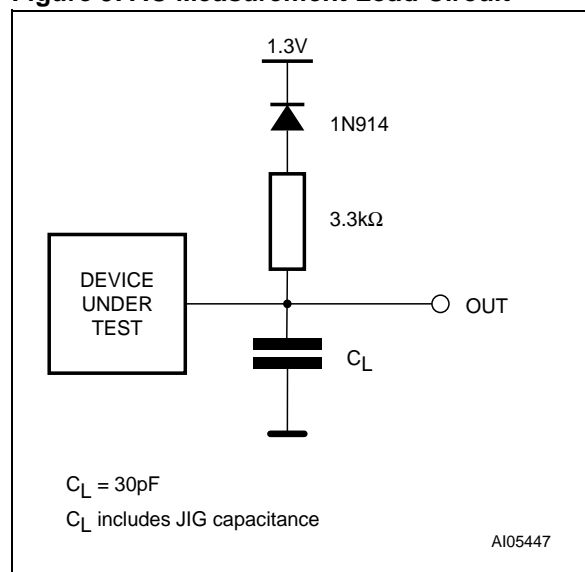 Figure AC Measurement Load Circuit
1.3V
1N914
3.3kΩ
DEVICE
UNDER
TEST
OUT
CL
CL = 30pF
CL includes JIG capacitance
AI05447